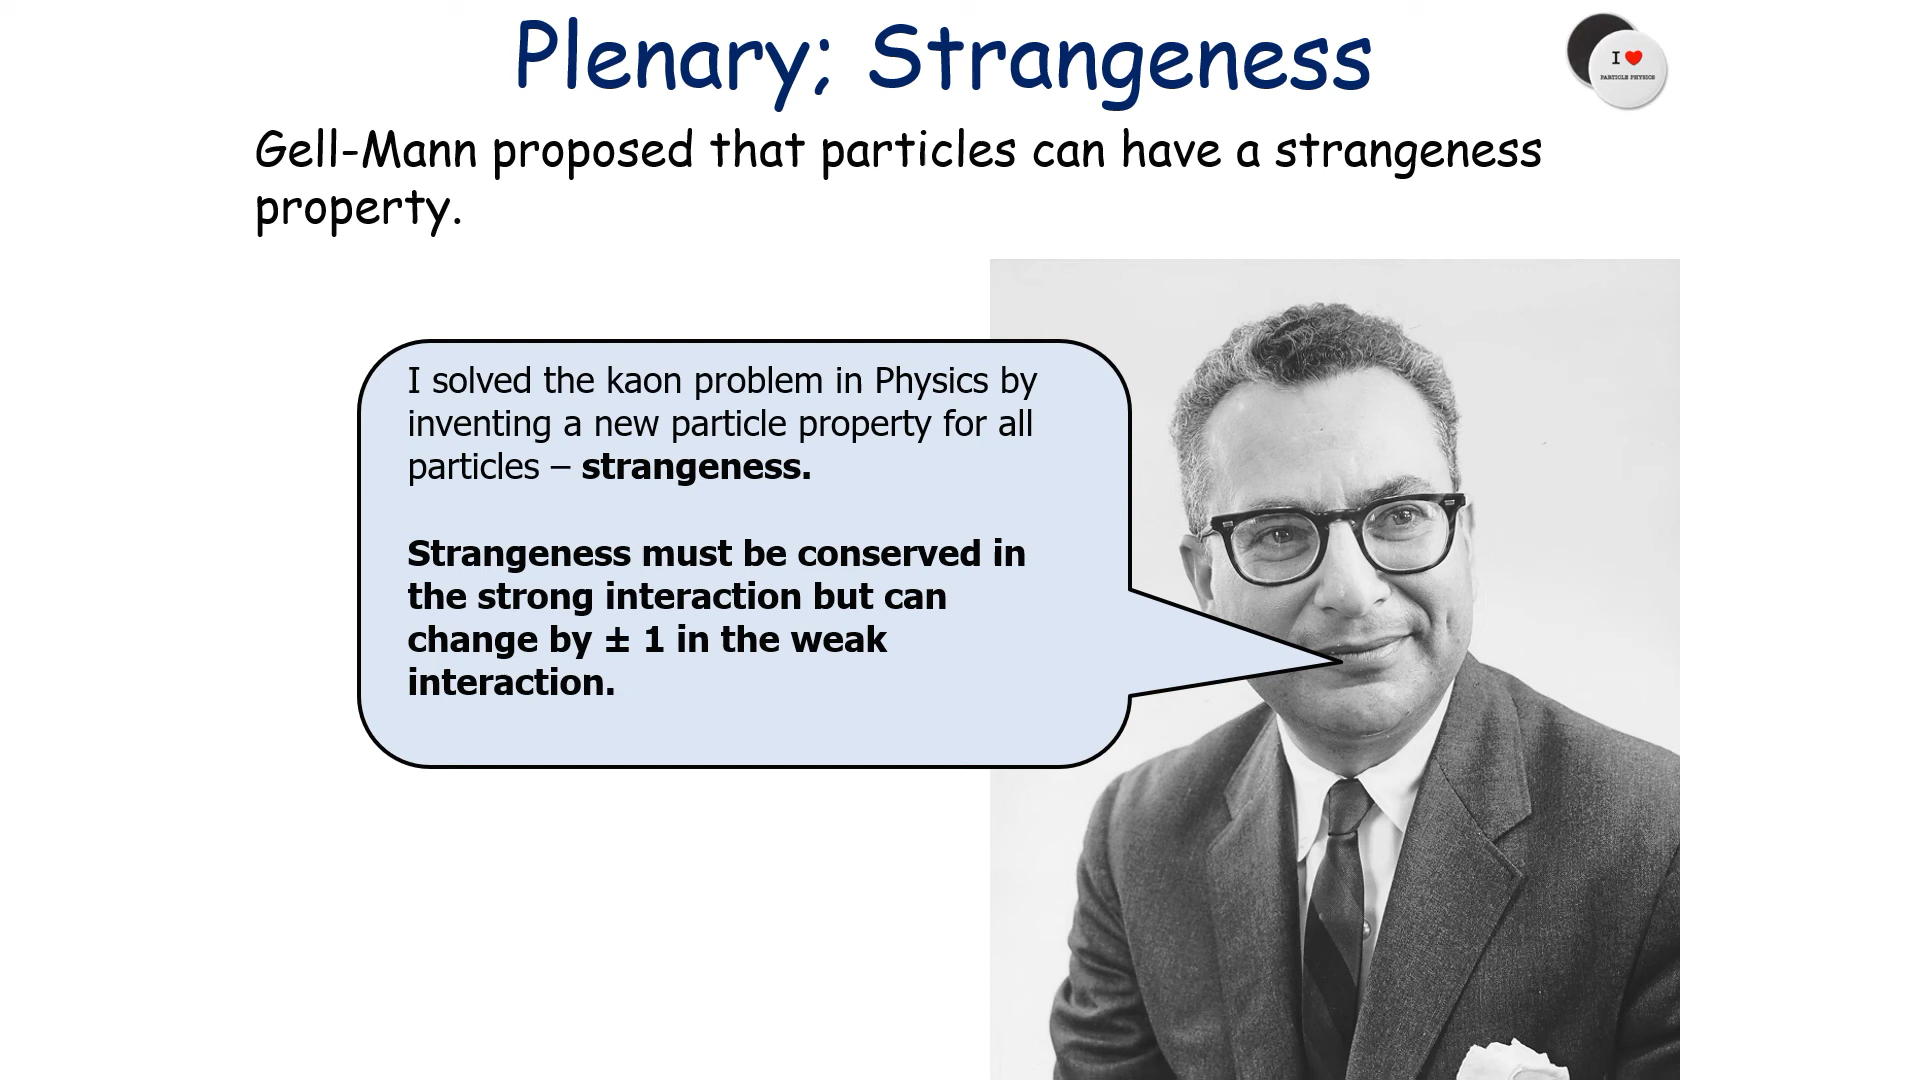 Plenary; Strangeness
I
PARTICLE PHYSICS
Gell-Mann proposed that particles can have a strangeness
property.
I solved the kaon problem in Physics by
inventing a new particle property for all
particles – strangeness.
Strangeness must be conserved in
the strong interaction but can
change by ± 1 in the weak
interaction.